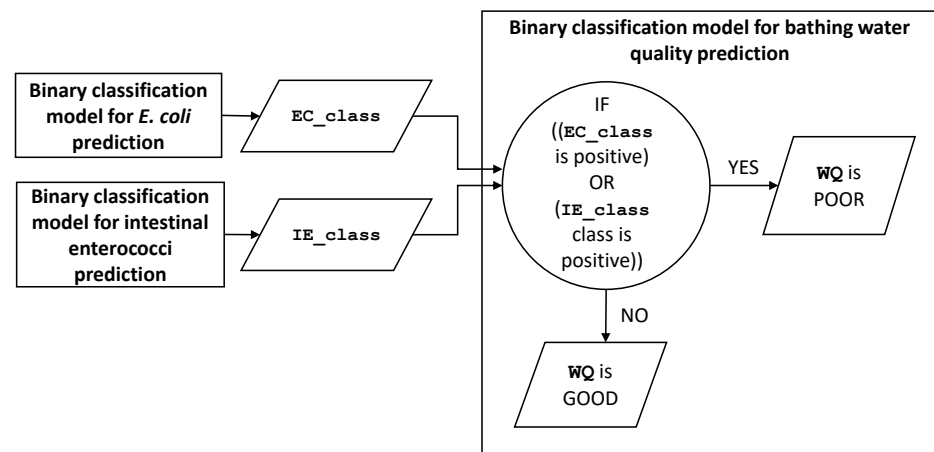 Binary classification model for bathing water
quality prediction
Binary classification
model for E. coli
prediction
EC_class
Binary classification
model for intestinal
enterococci
prediction
IE_class
IF
((EC_class
is positive)
OR
(IE_class
class is
positive))
YES
WQ is
POOR
NO
WQ is
GOOD